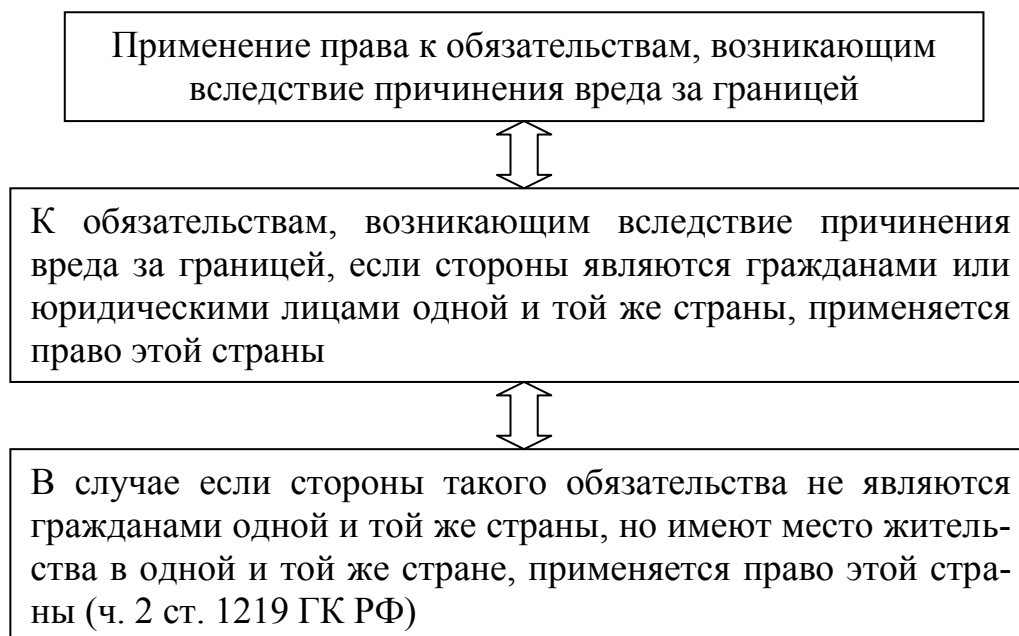 Применение права к обязательствам, возникающим
вследствие причинения вреда за границей
К обязательствам, возникающим вследствие причинения
вреда за границей, если стороны являются гражданами или
юридическими лицами одной и той же страны, применяется
право этой страны
В случае если стороны такого обязательства не являются
гражданами одной и той же страны, но имеют место житель-
ства в одной и той же стране, применяется право этой стра-
ны (ч. 2 ст. 1219 ГК РФ)